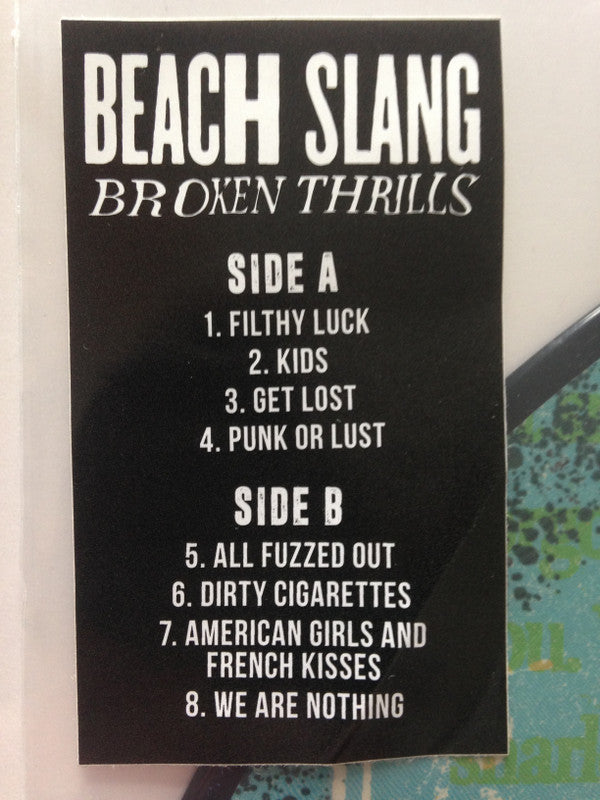 BEACH SLANG
BROKEN THRILLS
SIDE A
1. FILTHY LUCK
2. KIDS
3. GET LOST
4. PUNK OR LUST
SIDE B
5. ALL FUZZED OUT
6. DIRTY CIGARETTES
7. AMERICAN GIRLS AND
FRENCH KISSES
8. WE ARE NOTHING